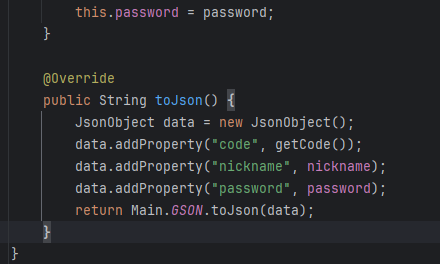 this.password = password;
}
@Override
public String toJson() {
JsonObject data = new JsonObject();
data.addProperty("code", getCode());
data.addProperty("nickname", nickname);
data.addProperty("password", password);
return Main.GSON.toJson(data);
}
}